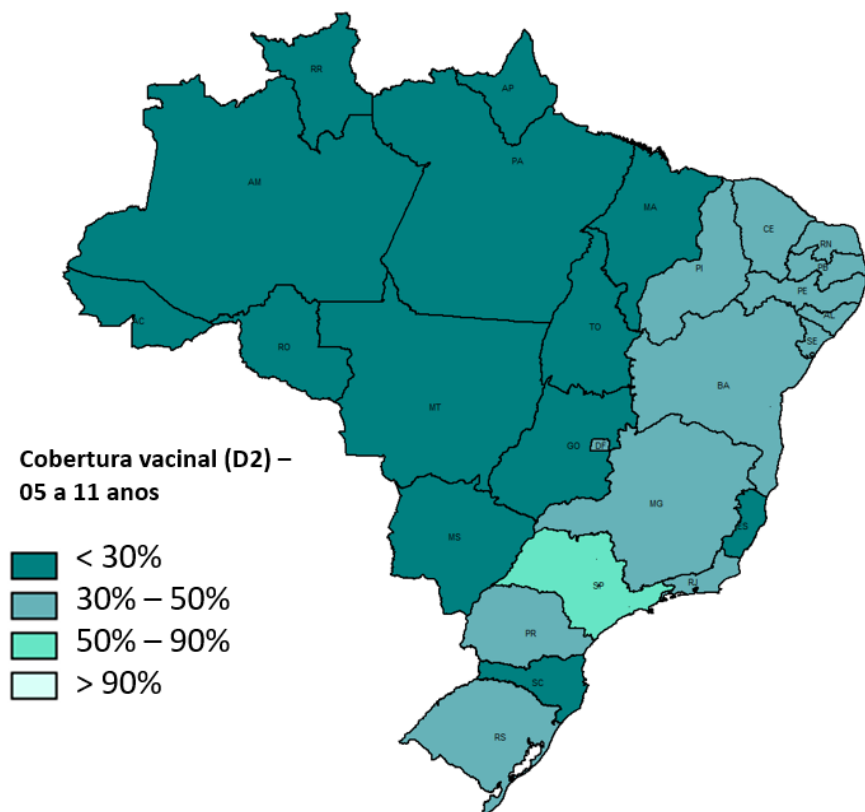 RR
AP
AM
PA
MA
CE
RN
PI
PB
PE
AC
AL
TO
SE
RO
BA
MT
GO
DF
MG
ES
MS
SP
RJ
PR
SC
RS
Cobertura vacinal (D2) –
05 a 11 anos
< 30%
30% – 50%
50% – 90%
> 90%